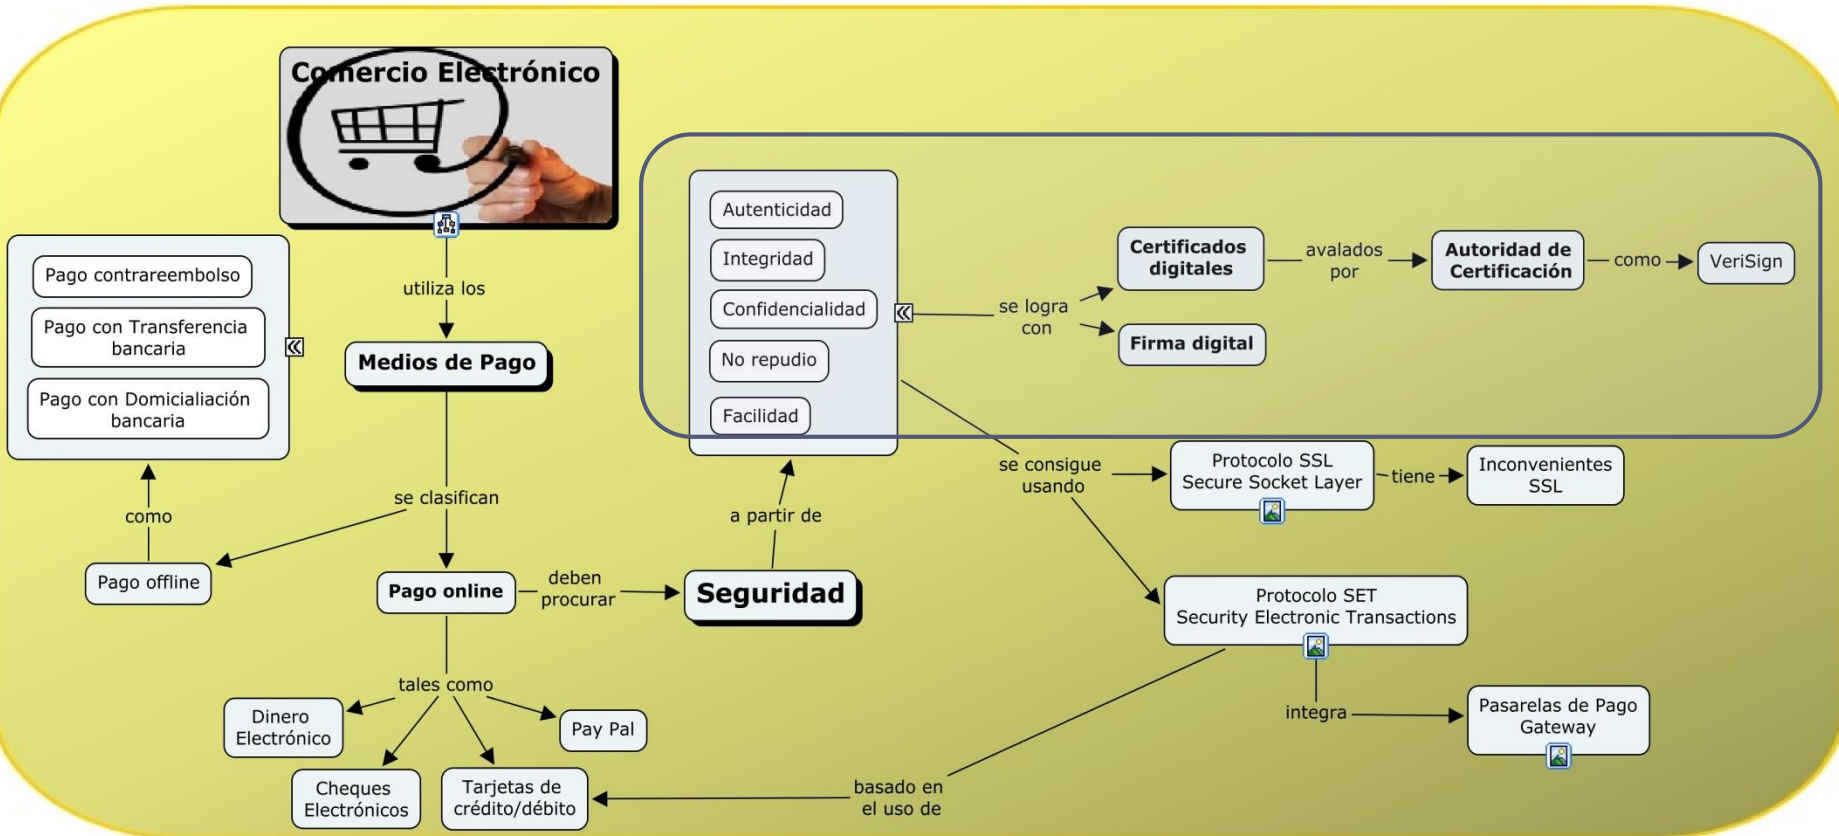 Comercio Electrónico
utiliza los
Medios de Pago
se clasifican
Pago offline
como
Pago contrareembolso
Pago con Transferencia
bancaria
Pago con Domicialiación
bancaria
Pago online
tales como
Dinero
Electrónico
Cheques
Electrónicos
Tarjetas de
crédito/débito
Pay Pal
deben
procurar
Seguridad
a partir de
Autenticidad
Integridad
Confidencialidad
No repudio
Facilidad
se logra
con
Certificados
digitales
avalados
por
Autoridad de
Certificación
como
VeriSign
Firma digital
se consigue
usando
Protocolo SSL
Secure Socket Layer
tiene
Inconvenientes
SSL
Protocolo SET
Security Electronic Transactions
integra
Pasarelas de Pago
Gateway
basado en
el uso de